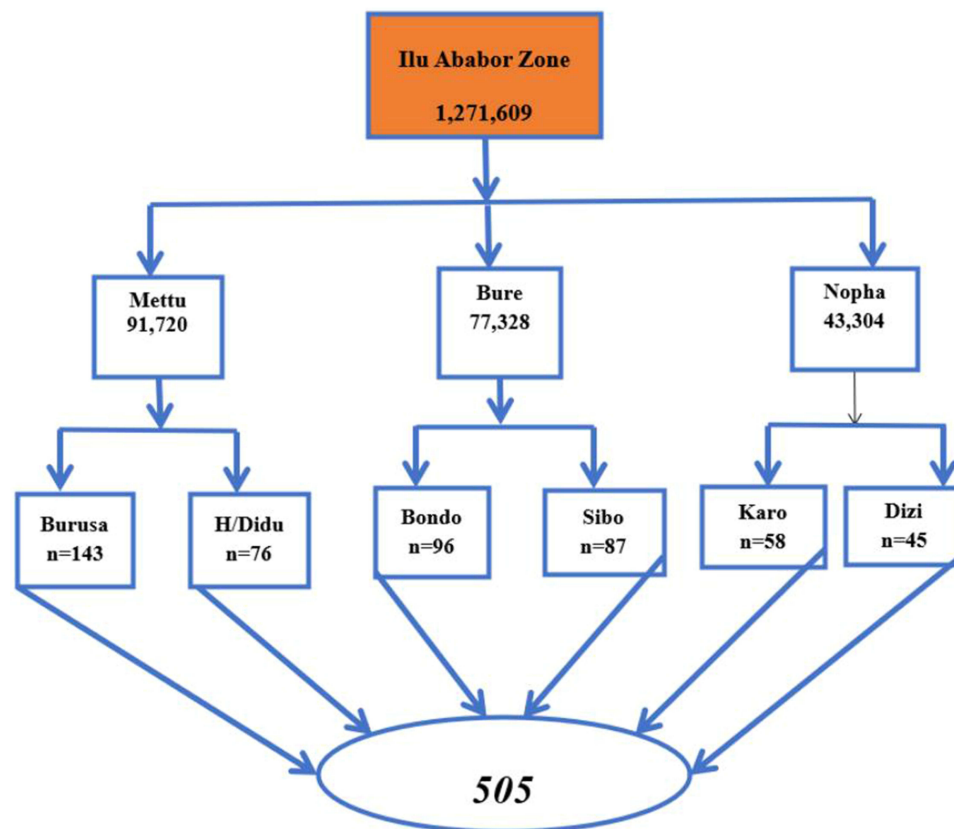 Ilu Ababor Zone
1,271,609
Mettu
91,720
Bure
77,328
Nopha
43,304
Burusa
n=143
H/Didu
n=76
Bondo
n=96
Sibo
n=87
Karo
n=58
Dizi
n=45
505